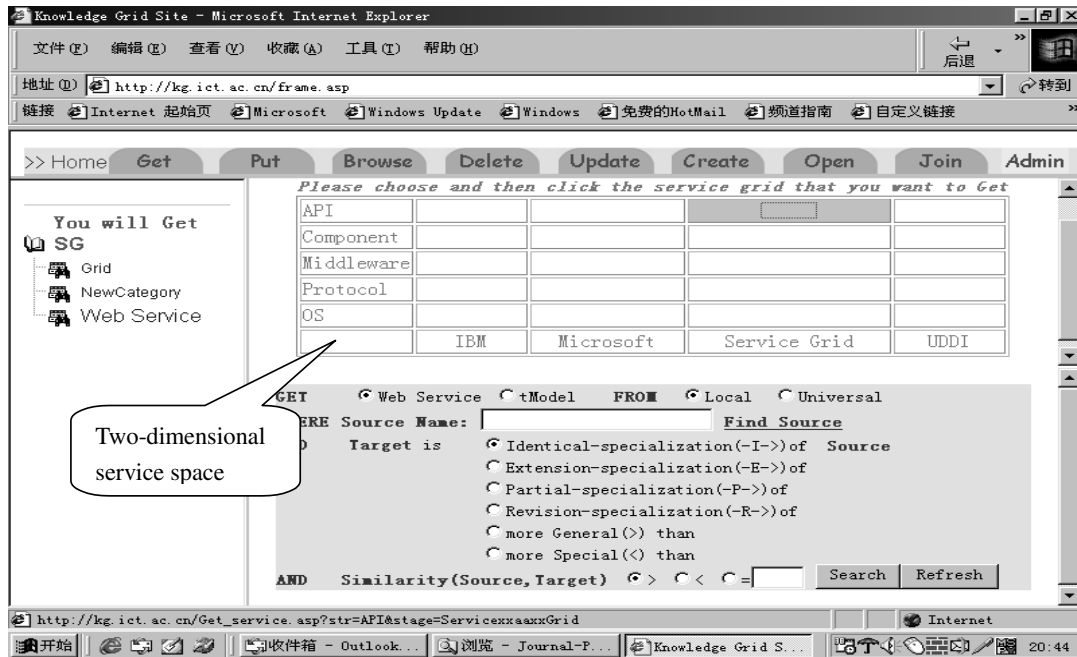 Knowledge Grid Site - Microsoft Internet Explorer
文件(F) 编辑(E) 查看(V) 收藏(A) 工具(T) 帮助(H) 后退 »
地址(D) http://kg.ict.ac.cn/frame.asp 转到
链接 Internet 起始页 Microsoft Windows Update Windows 免费的HotMail 频道指南 自定义链接 »
>> Home Get Put Browse Delete Update Create Open Join Admin
You will Get
SG
Grid
NewCategory
Web Service
Please choose and then click the service grid that you want to Get
API
Component
Middleware
Protocol
OS
IBM Microsoft Service Grid UDDI
Two-dimensional
service space
GET Web Service tModel FROM Local Universal
ERE Source Name: Find Source
D Target is Identical-specialization(-I->)of Source
Extension-specialization(-E->)of
Partial-specialization(-P->)of
Revision-specialization(-R->)of
more General(>) than
more Special(<) than
AND Similarity(Source,Target) > < = Search Refresh
http://kg.ict.ac.cn/Get_service.asp?str=API&stage=ServicexxaaxxGrid Internet
开始 收件箱 - Outlook... 浏览 - Journal-P... Knowledge Grid S... 20:44